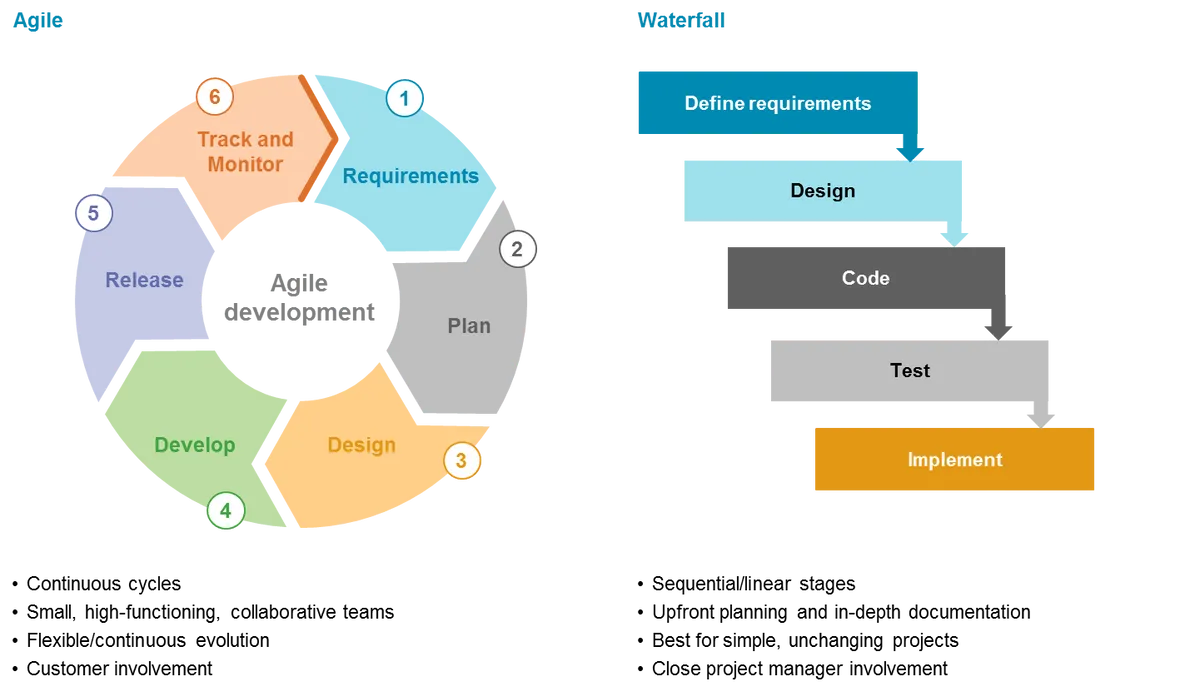 Agile
6
1
Track and
Monitor
Requirements
5
2
Release
Agile
development
Plan
Develop
Design
3
4
• Continuous cycles
• Small, high-functioning, collaborative teams
• Flexible/continuous evolution
• Customer involvement
Waterfall
Define requirements
Design
Code
Test
Implement
• Sequential/linear stages
• Upfront planning and in-depth documentation
• Best for simple, unchanging projects
• Close project manager involvement